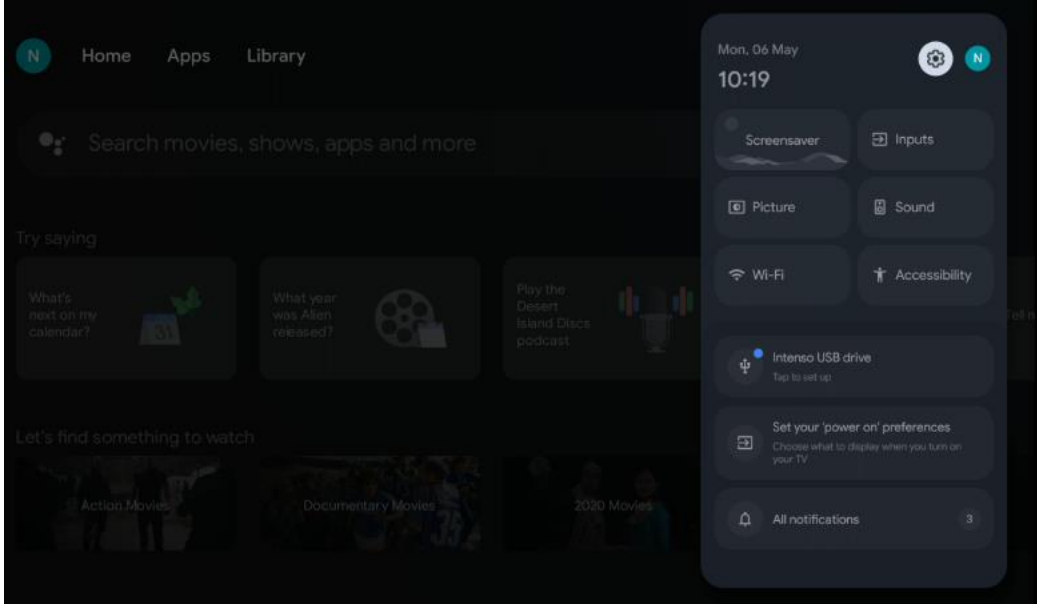 N
Home
Apps
Library
Search movies, shows, apps and more
Try saying
What's
next on my
calendar?
31
What year
was Alien
released?
Play the
Desert
Island Discs
podcast
Tell
Let's find something to watch
Action Movies
Documentary Movies
35
2020 Movies
Mon, 06 May
10:19
N
Screensaver
Inputs
Picture
Sound
Wi-Fi
Accessibility
Intenso USB drive
Tap to set up
Set your 'power on' preferences
Choose what to display when you turn on
your TV
All notifications
3